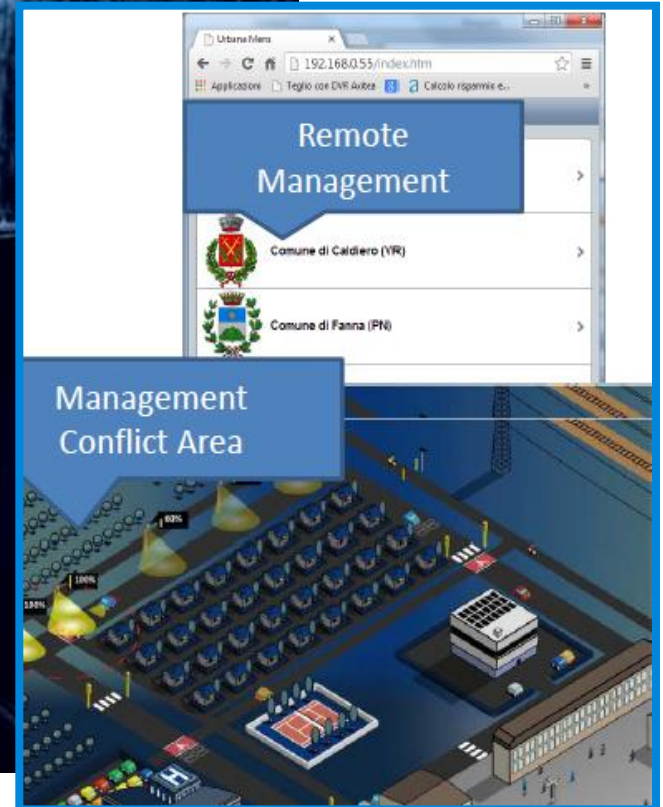 Urbana Mens
192.168.0.55/index.htm
Applicazioni Teglio con DVR Avitea Calcolo risparmio e...
Remote
Management
Comune di Caldiero (VR)
Comune di Fanna (PN)
Management
Conflict Area
60%
100%
100%
H